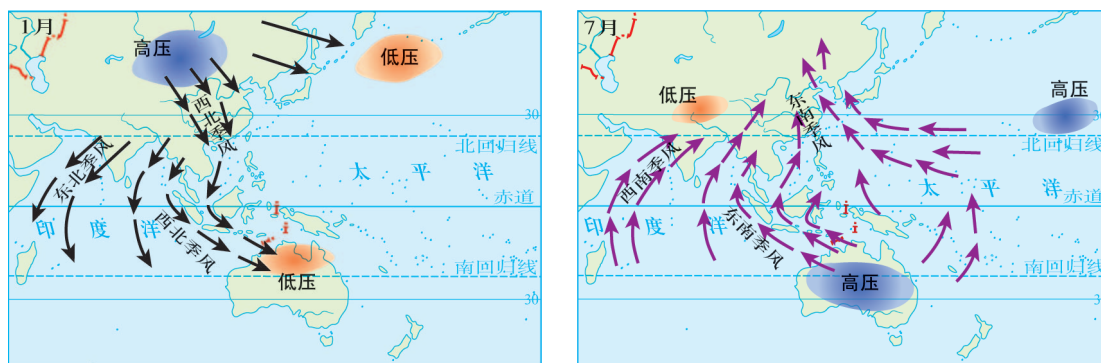 1月
高压
低压
西北季风
30
北回归线
东北季风
太平洋
赤道
印度洋
西北季风
南回归线
低压
30
7月
低压
高压
东南季风
30
北回归线
西南季风
太平洋
赤道
印度洋
东南季风
南回归线
高压
30